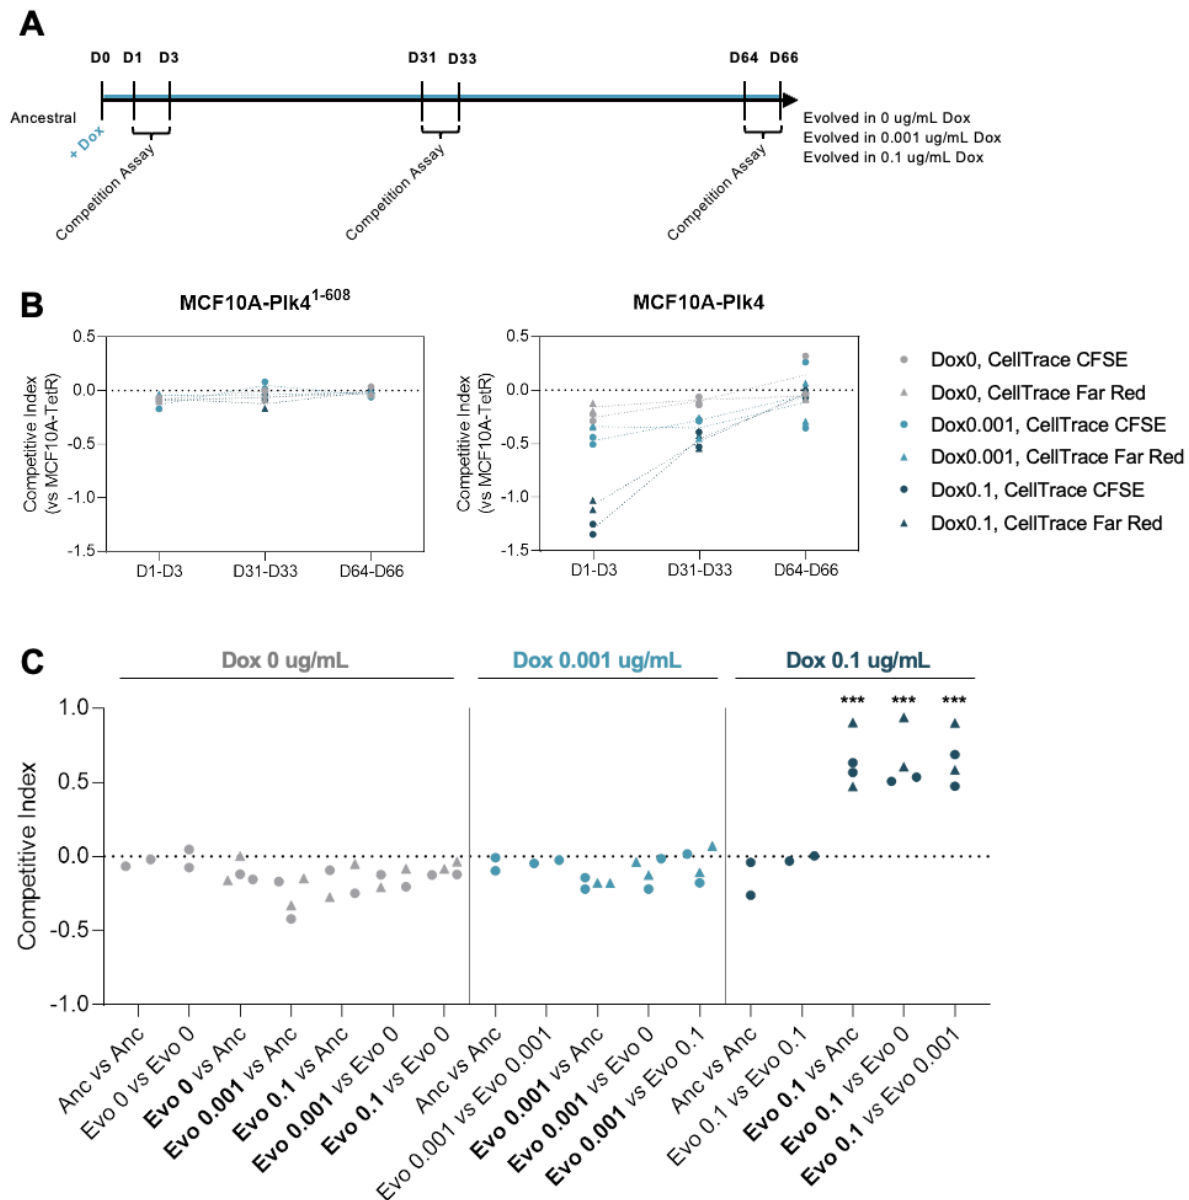 A
D0 D1 D3 D31 D33 D64 D66
Ancestral
+ Dox
Competition Assay
Competition Assay
Competition Assay
Evolved in 0 ug/mL Dox
Evolved in 0.001 ug/mL Dox
Evolved in 0.1 ug/mL Dox
B
MCF10A-Plk4¹⁻⁶⁰⁸
Competitive Index
(vs MCF10A-TetR)
0.5
0.0
-0.5
-1.0
-1.5
D1-D3 D31-D33 D64-D66
MCF10A-Plk4
Competitive Index
(vs MCF10A-TetR)
0.5
0.0
-0.5
-1.0
-1.5
D1-D3 D31-D33 D64-D66
Dox0, CellTrace CFSE
Dox0, CellTrace Far Red
Dox0.001, CellTrace CFSE
Dox0.001, CellTrace Far Red
Dox0.1, CellTrace CFSE
Dox0.1, CellTrace Far Red
C
Dox 0 ug/mL
Dox 0.001 ug/mL
Dox 0.1 ug/mL
*** *** ***
Competitive Index
1.0
0.5
0.0
-0.5
-1.0
Anc vs Anc
Evo 0 vs Evo 0
Evo 0 vs Anc
Evo 0.001 vs Anc
Evo 0.1 vs Anc
Evo 0.001 vs Evo 0
Evo 0.1 vs Evo 0
Anc vs Anc
Evo 0.001 vs Evo 0.001
Evo 0.001 vs Anc
Evo 0.001 vs Evo 0
Evo 0.001 vs Evo 0.1
Anc vs Anc
Evo 0.1 vs Evo 0.1
Evo 0.1 vs Anc
Evo 0.1 vs Evo 0
Evo 0.1 vs Evo 0.001